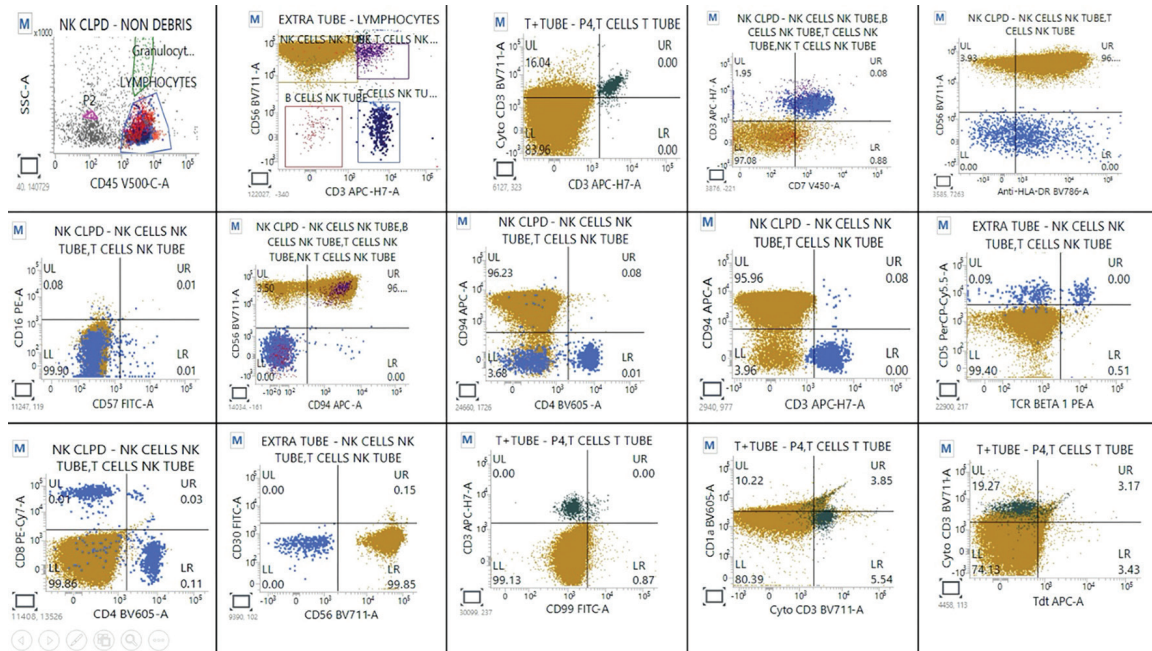 M
NK CLPD - NON DEBRIS
x1000
Granulocyt...
LYMPHOCYTES
P2
SSC-A
CD45 V500-C-A
40, 140729
M
EXTRA TUBE - LYMPHOCYTES
NK CELLS NK TUBE
T CELLS NK...
B CELLS NK TUBE
T CELLS NK TU...
CD56 BV711-A
CD3 APC-H7-A
122027, -340
M
T+TUBE - P4,T CELLS T TUBE
UL
16.04
UR
0.00
LL
83.96
LR
0.00
Cyto CD3 BV711-A
CD3 APC-H7-A
6127, 323
M
NK CLPD - NK CELLS NK TUBE,B
CELLS NK TUBE,T CELLS NK
TUBE,NK T CELLS NK TUBE
UL
1.95
UR
0.08
LL
97.08
LR
0.88
CD3 APC-H7-A
CD7 V450-A
3876, -221
M
NK CLPD - NK CELLS NK TUBE,T
CELLS NK TUBE
UL
3.93
UR
96....
LL
0.00
LR
0.00
CD56 BV711-A
Anti-HLA-DR BV786-A
3535, 7263
M
NK CLPD - NK CELLS NK
TUBE,T CELLS NK TUBE
UL
0.08
UR
0.01
LL
99.90
LR
0.01
CD16 PE-A
CD57 FITC-A
11247, 119
M
NK CLPD - NK CELLS NK TUBE,B
CELLS NK TUBE,T CELLS NK
TUBE,NK T CELLS NK TUBE
UL
3.50
UR
96....
LL
0.00
LR
0.00
CD56 BV711-A
CD94 APC-A
14034, -161
M
NK CLPD - NK CELLS NK
TUBE,T CELLS NK TUBE
UL
96.23
UR
0.08
LL
3.68
LR
0.01
CD94 APC-A
CD4 BV605-A
24660, 1726
M
NK CLPD - NK CELLS NK
TUBE,T CELLS NK TUBE
UL
95.96
UR
0.08
LL
3.96
LR
0.00
CD94 APC-A
CD3 APC-H7-A
2940, 977
M
EXTRA TUBE - NK CELLS NK
TUBE,T CELLS NK TUBE
UL
0.09
UR
0.00
LL
99.40
LR
0.51
CD5 PerCP-Cy5.5-A
TCR BETA 1 PE-A
22900, 217
M
NK CLPD - NK CELLS NK
TUBE,T CELLS NK TUBE
UL
0.01
UR
0.03
LL
99.86
LR
0.11
CD8 PE-Cy7-A
CD4 BV605-A
11408, 13526
M
EXTRA TUBE - NK CELLS NK
TUBE,T CELLS NK TUBE
UL
0.00
UR
0.15
LL
0.00
LR
99.85
CD30 FITC-A
CD56 BV711-A
9390, 102
M
T+TUBE - P4,T CELLS T TUBE
UL
0.00
UR
0.00
LL
99.13
LR
0.87
CD3 APC-H7-A
CD99 FITC-A
30099, 237
M
T+TUBE - P4,T CELLS T TUBE
UL
10.22
UR
3.85
LL
80.39
LR
5.54
CD1a BV605-A
Cyto CD3 BV711-A
M
T+TUBE - P4,T CELLS T TUBE
UL
19.27
UR
3.17
LL
74.13
LR
3.43
Cyto CD3 BV711-A
Tdt APC-A
4458, 113